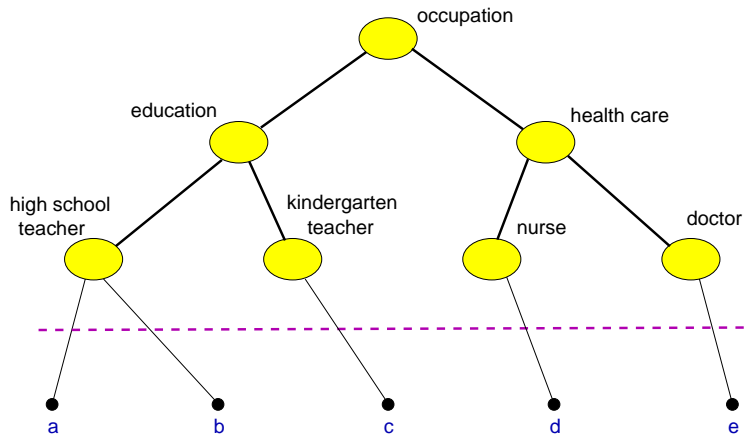 occupation
education
health care
high school
teacher
kindergarten
teacher
nurse
doctor
a
b
c
d
e